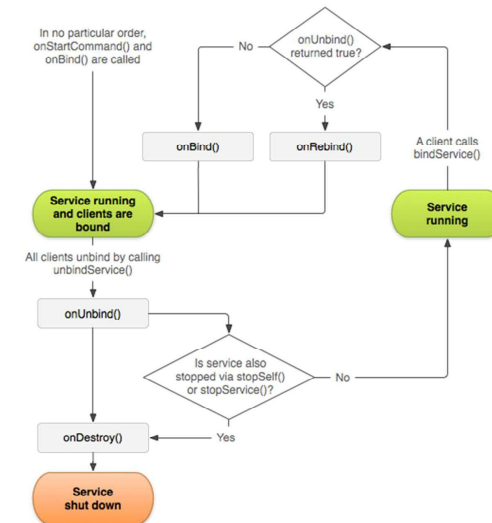 In no particular order,
onStartCommand() and
onBind() are called
onUnbind()
returned true?
No
Yes
onBind()
onRebind()
A client calls
bindService()
Service running
and clients are
bound
Service
running
All clients unbind by calling
unbindService()
onUnbind()
Is service also
stopped via stopSelf()
or stopService()?
No
Yes
onDestroy()
Service
shut down